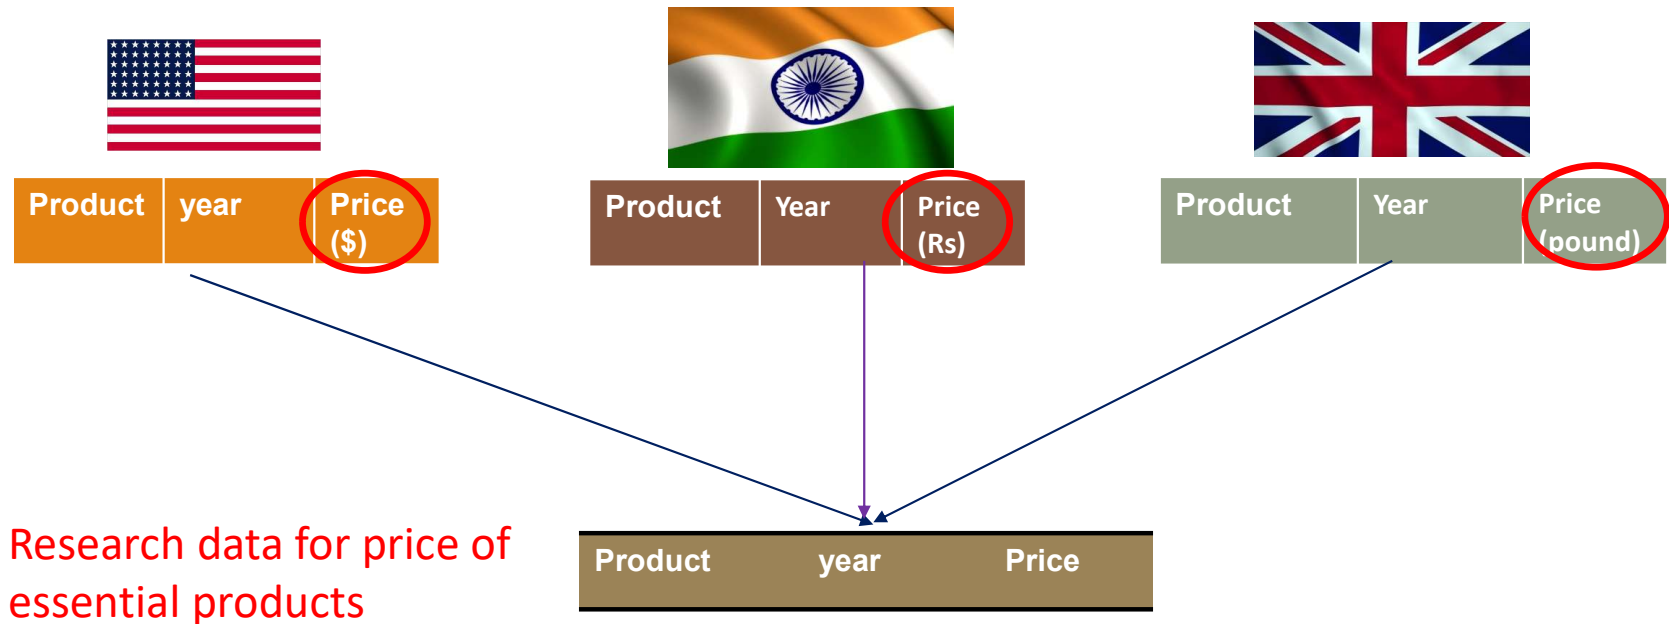 Product year Price
($)
Product Year Price
(Rs)
Product Year Price
(pound)
Research data for price of
essential products
Product year Price